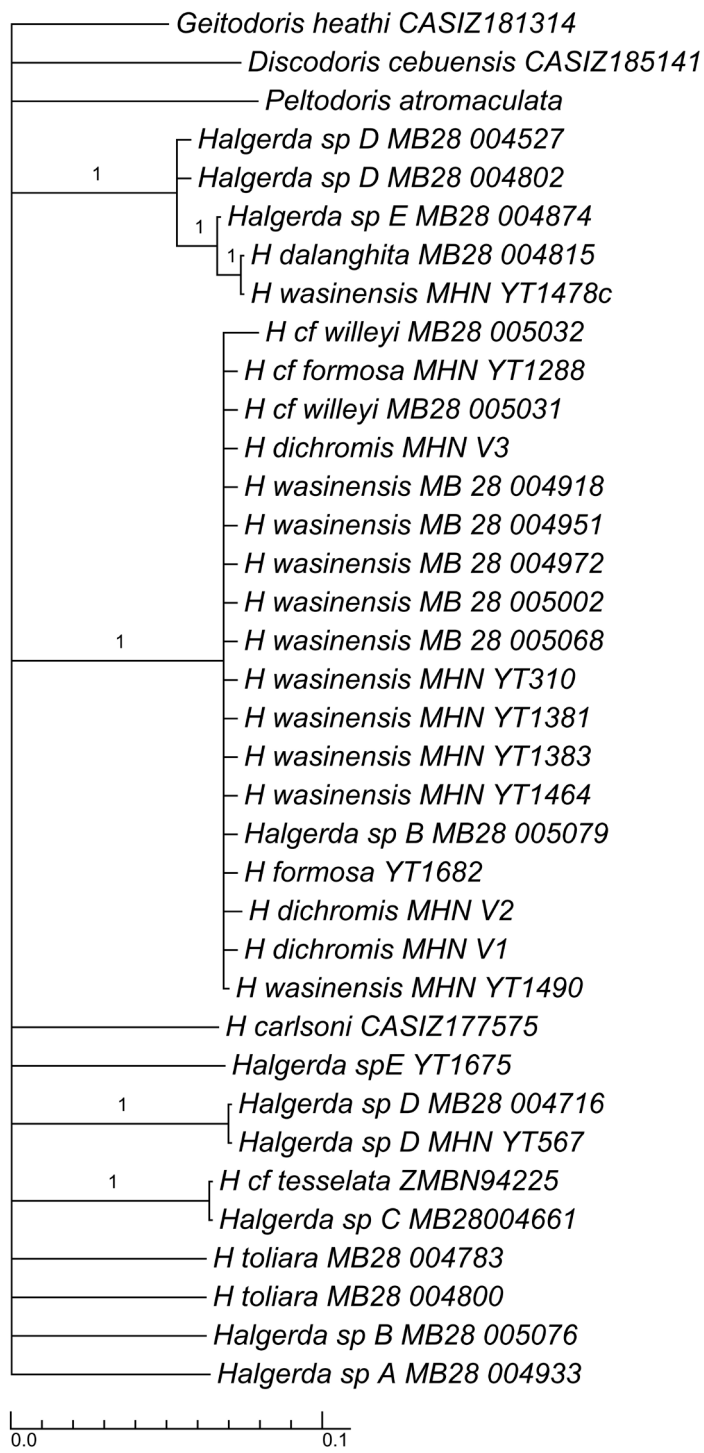 Geitodoris heathi CASIZ181314
Discodoris cebuensis CASIZ185141
Peltodoris atromaculata
Halgerda sp D MB28 004527
1
Halgerda sp D MB28 004802
Halgerda sp E MB28 004874
1
H dalanghita MB28 004815
1
H wasinensis MHN YT1478c
H cf willeyi MB28 005032
H cf formosa MHN YT1288
H cf willeyi MB28 005031
H dichromis MHN V3
H wasinensis MB 28 004918
H wasinensis MB 28 004951
H wasinensis MB 28 004972
H wasinensis MB 28 005002
1
H wasinensis MB 28 005068
H wasinensis MHN YT310
H wasinensis MHN YT1381
H wasinensis MHN YT1383
H wasinensis MHN YT1464
Halgerda sp B MB28 005079
H formosa YT1682
H dichromis MHN V2
H dichromis MHN V1
H wasinensis MHN YT1490
H carlsoni CASIZ177575
Halgerda spE YT1675
1
Halgerda sp D MB28 004716
Halgerda sp D MHN YT567
1
H cf tesselata ZMBN94225
Halgerda sp C MB28004661
H toliara MB28 004783
H toliara MB28 004800
Halgerda sp B MB28 005076
Halgerda sp A MB28 004933
0.0 0.1